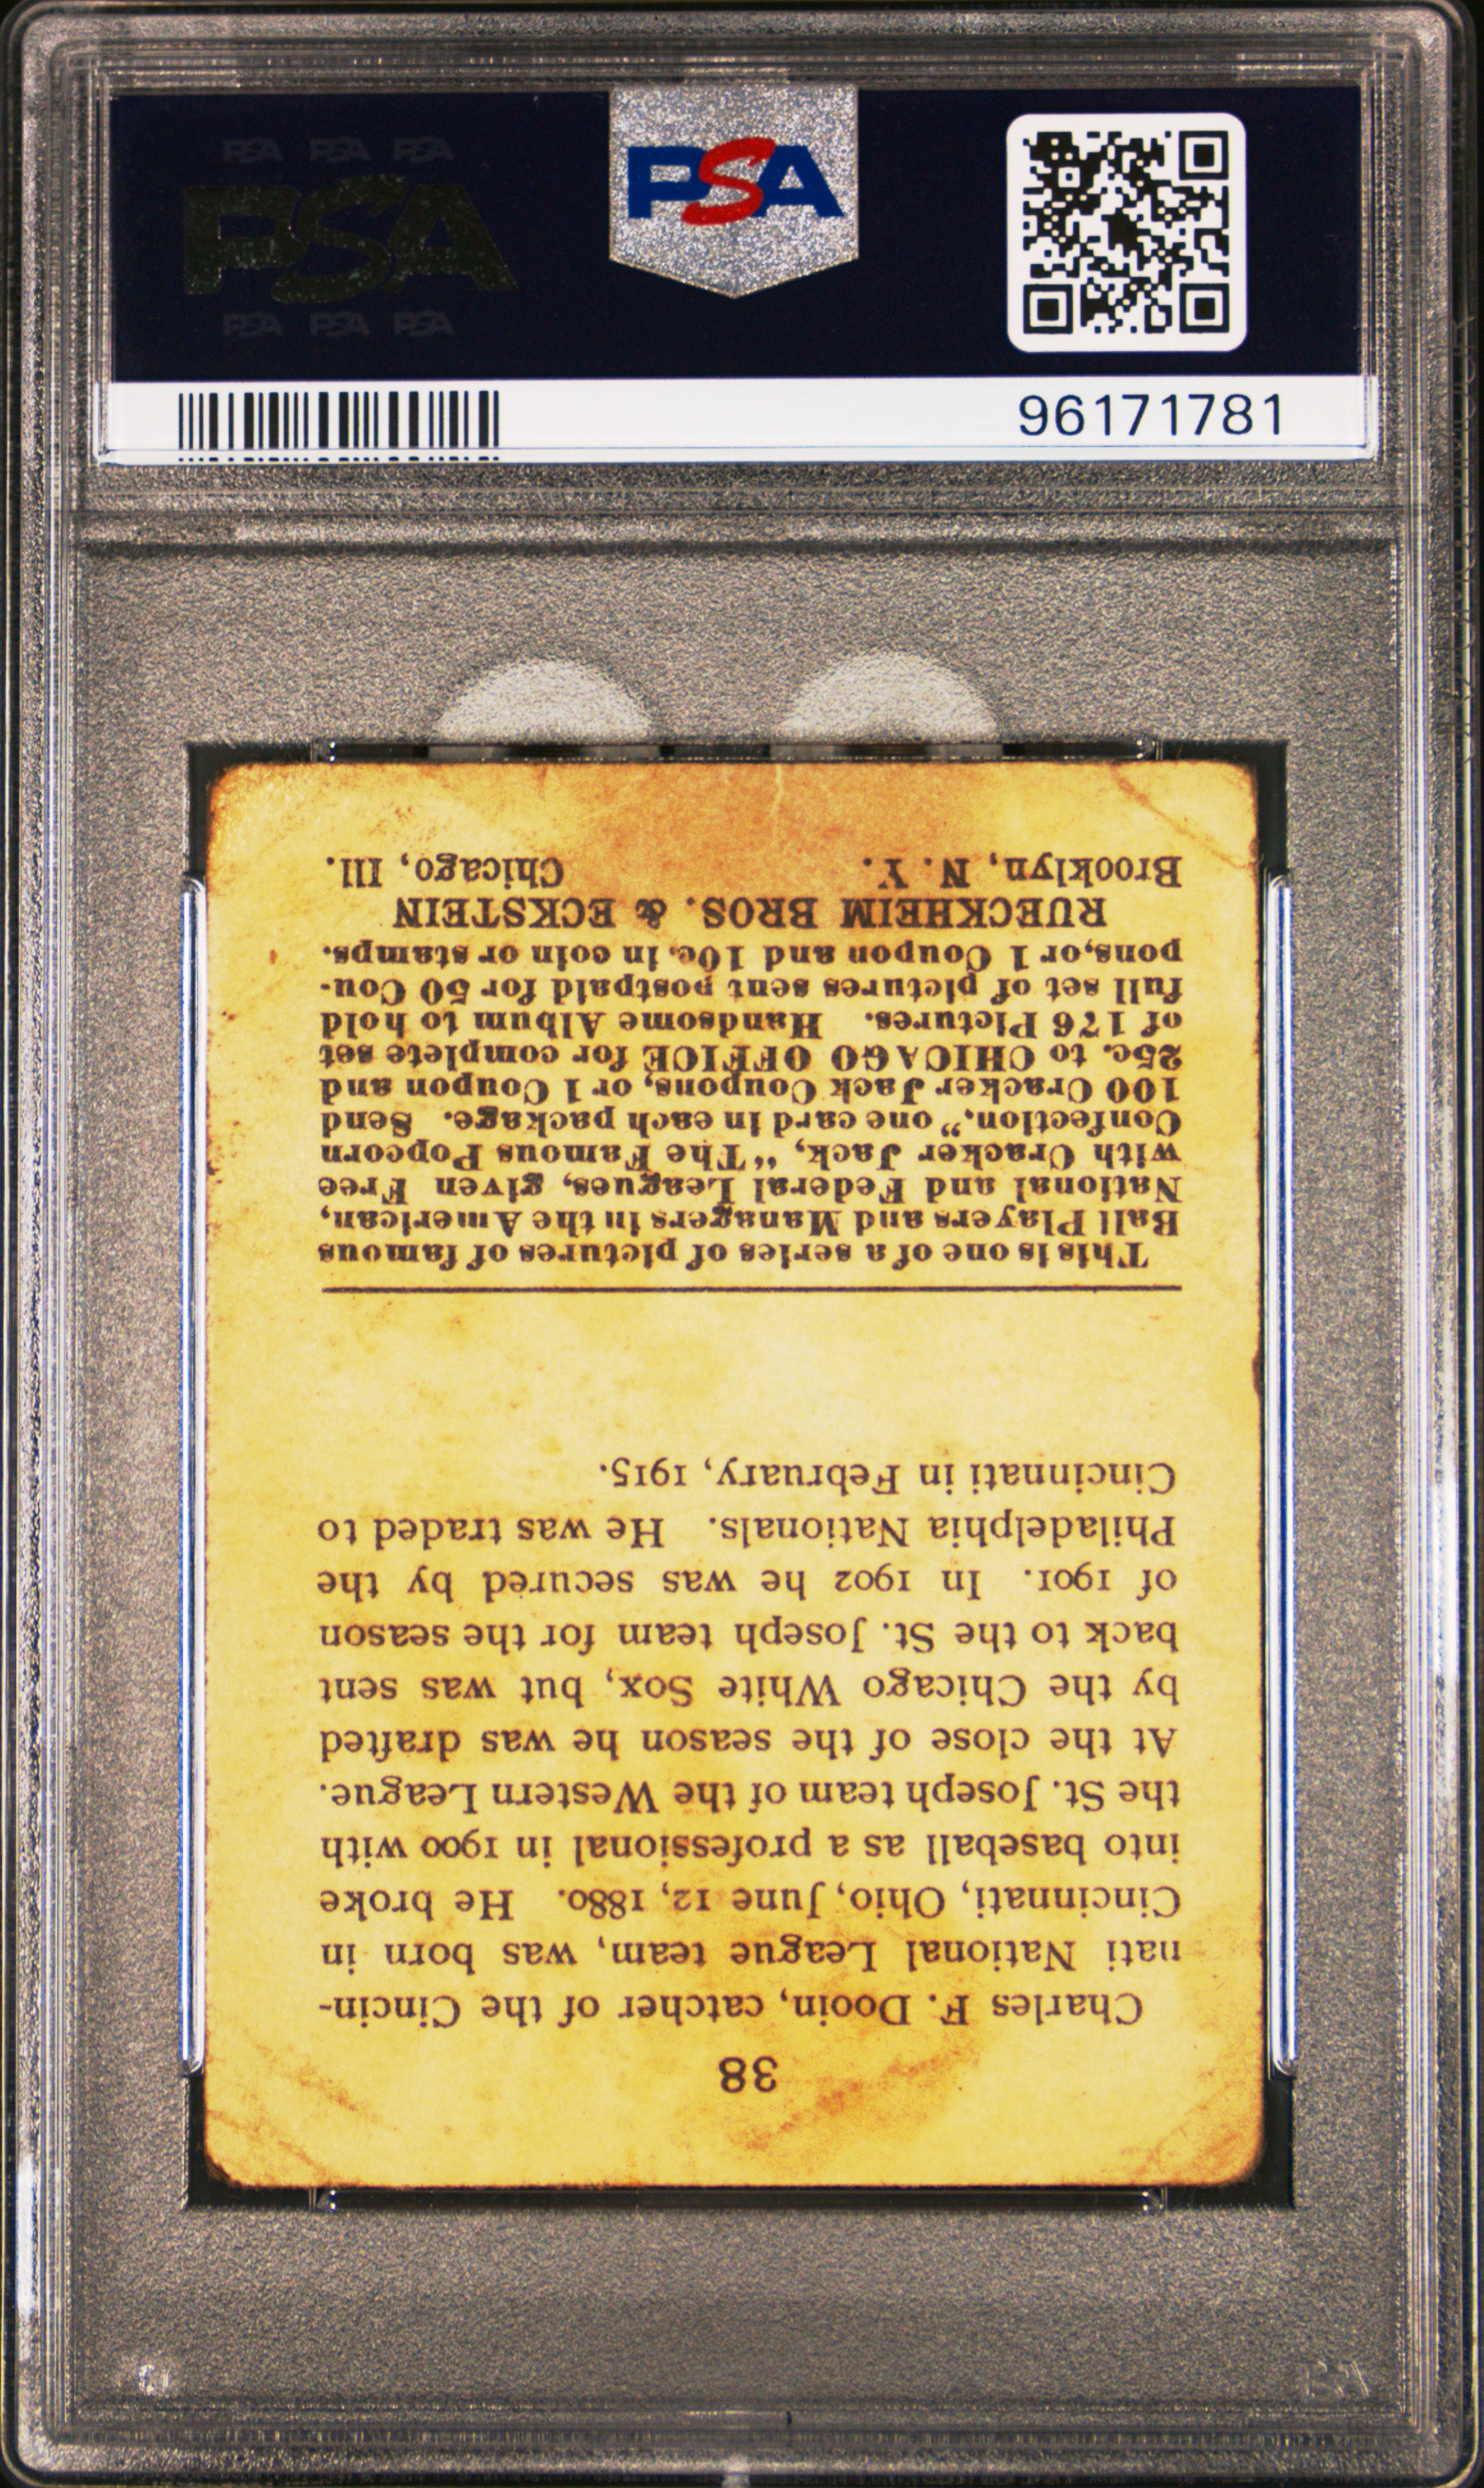 PSA PSA PSA
PSA
PSA PSA PSA
PSA
96171781
38
Charles F. Dooin, catcher of the Cincin-
nati National League team, was born in
Cincinnati, Ohio, June 12, 1880. He broke
into baseball as a professional in 1900 with
the St. Joseph team of the Western League.
At the close of the season he was drafted
by the Chicago White Sox, but was sent
back to the St. Joseph team for the season
of 1901. In 1902 he was secured by the
Philadelphia Nationals. He was traded to
Cincinnati in February, 1915.
This is one of a series of pictures of famous
Ball Players and Managers in the American,
National and Federal Leagues, given Free
with Cracker Jack, "The Famous Popcorn
Confection," one card in each package. Send
100 Cracker Jack Coupons, or 1 Coupon and
25c. to CHICAGO OFFICE for complete set
of 176 Pictures. Handsome Album to hold
full set of pictures sent postpaid for 50 Cou-
pons, or 1 Coupon and 10c. in coin or stamps.
RUECKHEIM BROS. & ECKSTEIN
Brooklyn, N. Y. Chicago, Ill.